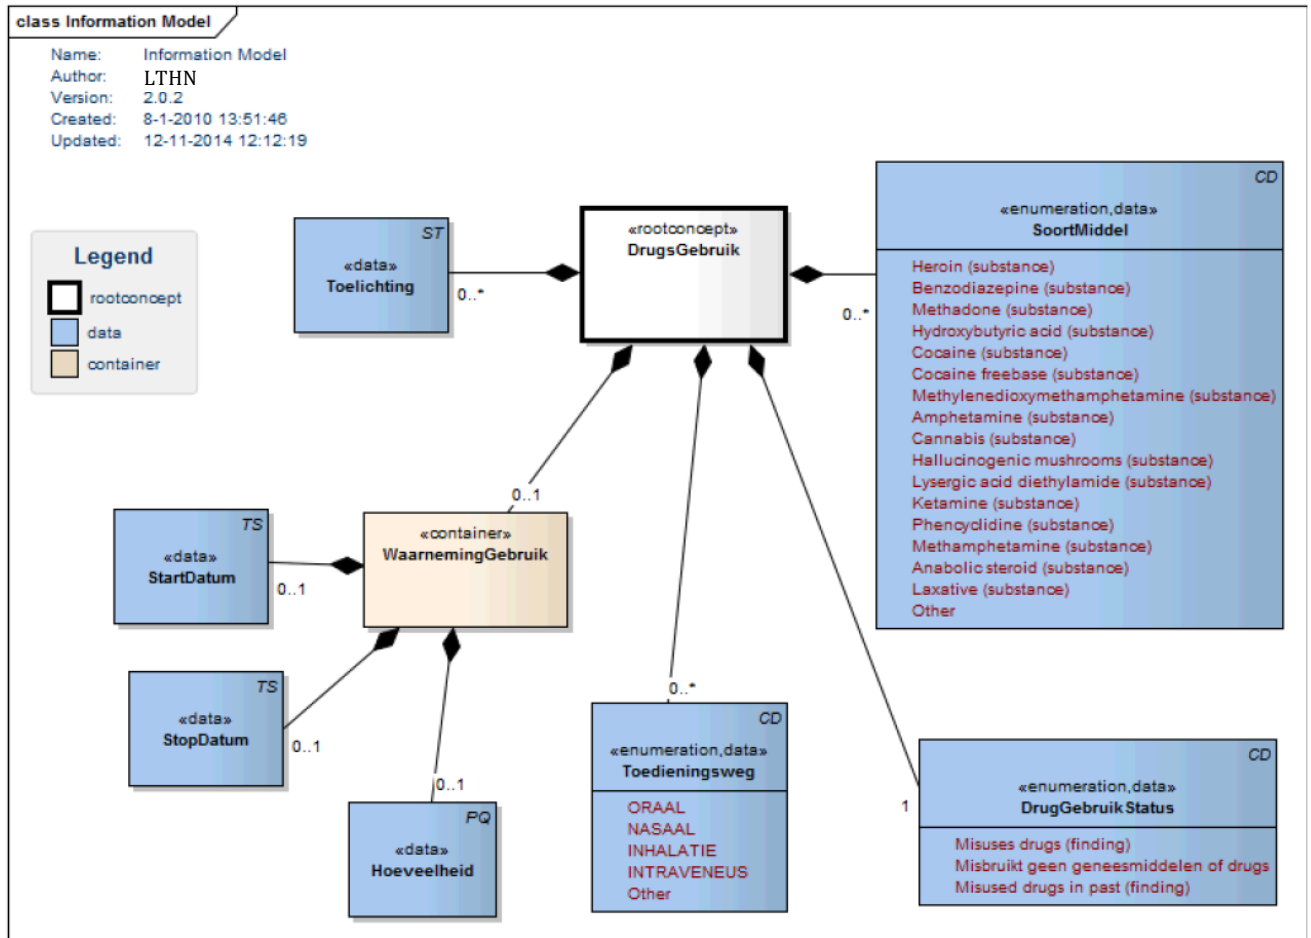 class Information Model
Name: Information Model
Author: LTHN
Version: 2.0.2
Created: 8-1-2010 13:51:46
Updated: 12-11-2014 12:12:19
Legend
rootconcept
data
container
ST
«data»
Toelichting
0..*
«rootconcept»
DrugsGebruik
0..*
CD
«enumeration,data»
SoortMiddel
Heroin (substance)
Benzodiazepine (substance)
Methadone (substance)
Hydroxybutyric acid (substance)
Cocaine (substance)
Cocaine freebase (substance)
Methylenedioxymethamphetamine (substance)
Amphetamine (substance)
Cannabis (substance)
Hallucinogenic mushrooms (substance)
Lysergic acid diethylamide (substance)
Ketamine (substance)
Phencyclidine (substance)
Methamphetamine (substance)
Anabolic steroid (substance)
Laxative (substance)
Other
0..1
«container»
WaarnemingGebruik
TS
«data»
StartDatum
0..1
TS
«data»
StopDatum
0..1
0..1
PQ
«data»
Hoeveelheid
0..*
CD
«enumeration,data»
Toedieningsweg
ORAAL
NASAAL
INHALATIE
INTRAVENEUS
Other
1
CD
«enumeration,data»
DrugGebruikStatus
Misuses drugs (finding)
Misbruikt geen geneesmiddelen of drugs
Misused drugs in past (finding)